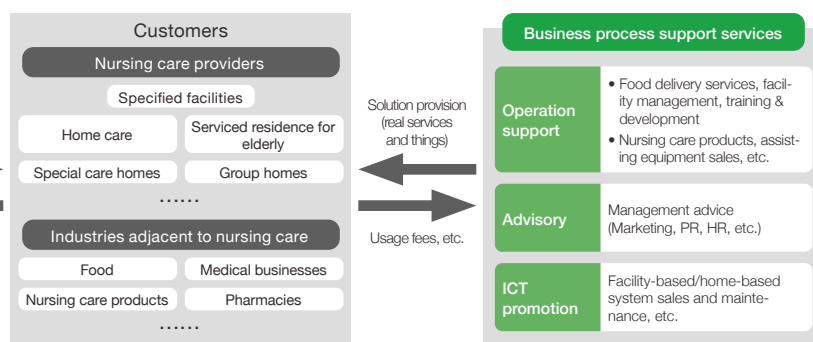 Customers
Nursing care providers
Specified facilities
Home care
Serviced residence for
elderly
Special care homes
Group homes
......
Industries adjacent to nursing care
Food
Medical businesses
Nursing care products
Pharmacies
......
Solution provision
(real services
and things)
Usage fees, etc.
Business process support services
Operation
support
• Food delivery services, facil-
ity management, training &
development
• Nursing care products, assist-
ing equipment sales, etc.
Advisory
Management advice
(Marketing, PR, HR, etc.)
ICT
promotion
Facility-based/home-based
system sales and mainte-
nance, etc.